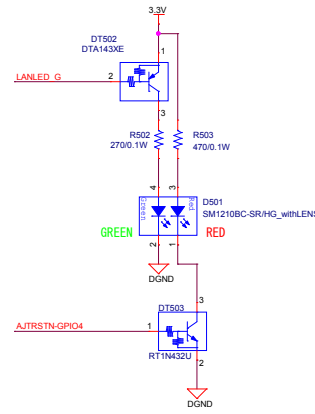 3.3V
DT502
DTA143XE
1
LANLED_G
2
3
R502
270/0.1W
R503
470/0.1W
4
3
D501
Green
Red
SM1210BC-SR/HG_withLENS
GREEN
RED
2
1
DGND
3
DT503
AJTRSTN-GPIO4
1
RT1N432U
2
DGND